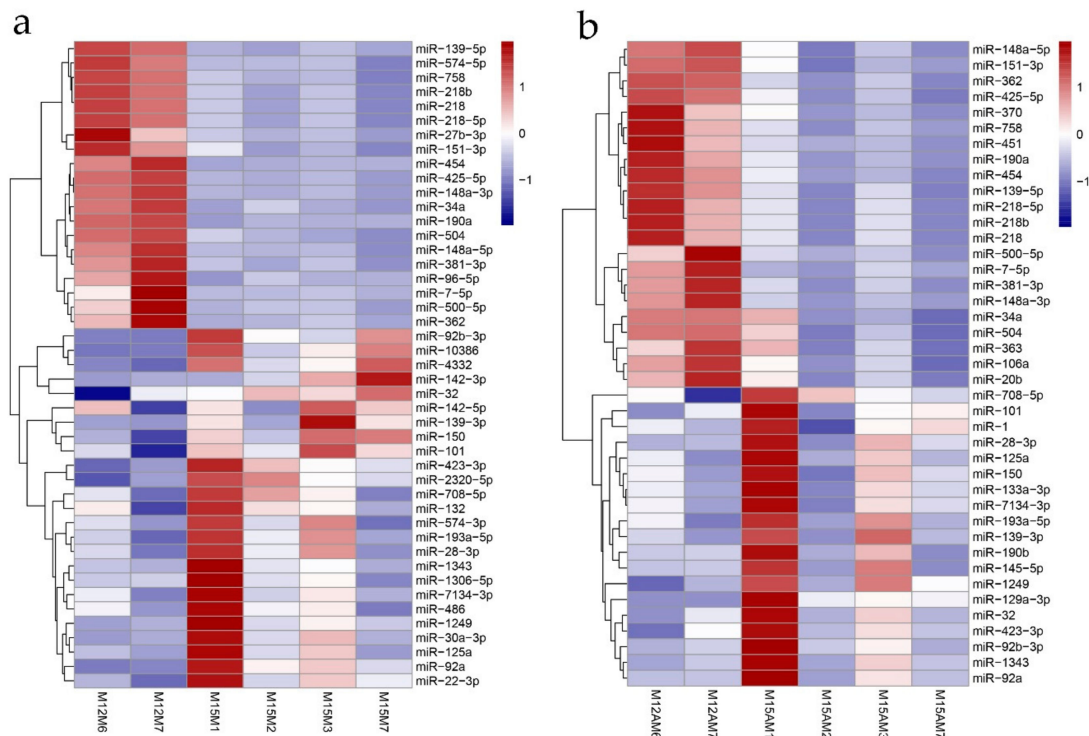 a
miR−139−5p
miR−574−5p
miR−758
miR−218b
miR−218
miR−218−5p
miR−27b−3p
miR−151−3p
miR−454
miR−425−5p
miR−148a−3p
miR−34a
miR−190a
miR−504
miR−148a−5p
miR−381−3p
miR−96−5p
miR−7−5p
miR−500−5p
miR−362
miR−92b−3p
miR−10386
miR−4332
miR−142−3p
miR−32
miR−142−5p
miR−139−3p
miR−150
miR−101
miR−423−3p
miR−2320−5p
miR−708−5p
miR−132
miR−574−3p
miR−193a−5p
miR−28−3p
miR−1343
miR−1306−5p
miR−7134−3p
miR−486
miR−1249
miR−30a−3p
miR−125a
miR−92a
miR−22−3p
1
0
−1
M12M6
M12M7
M15M1
M15M2
M15M3
M15M7
b
miR−148a−5p
miR−151−3p
miR−362
miR−425−5p
miR−370
miR−758
miR−451
miR−190a
miR−454
miR−139−5p
miR−218−5p
miR−218b
miR−218
miR−500−5p
miR−7−5p
miR−381−3p
miR−148a−3p
miR−34a
miR−504
miR−363
miR−106a
miR−20b
miR−708−5p
miR−101
miR−1
miR−28−3p
miR−125a
miR−150
miR−133a−3p
miR−7134−3p
miR−193a−5p
miR−139−3p
miR−190b
miR−145−5p
miR−1249
miR−129a−3p
miR−32
miR−423−3p
miR−92b−3p
miR−1343
miR−92a
1
0
−1
M12AM6
M12AM7
M15AM1
M15AM2
M15AM3
M15AM7